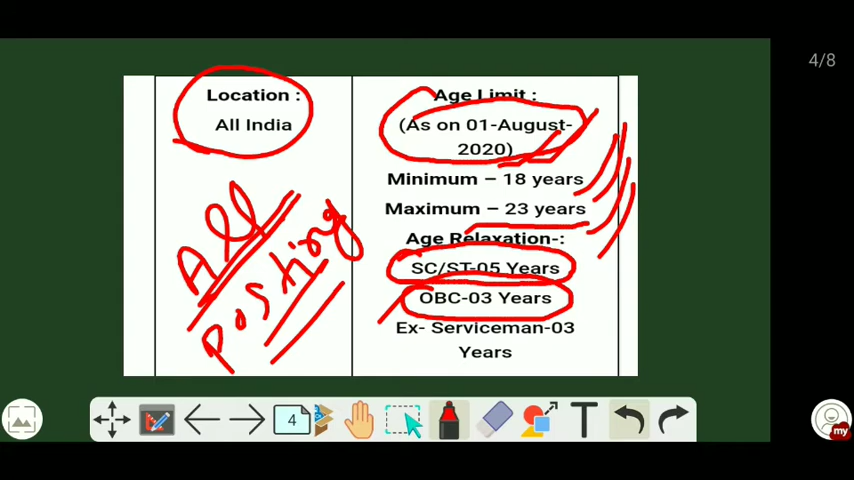 4/8
Location :
All India
All
Posting
Age Limit :
(As on 01-August-
2020)
Minimum – 18 years
Maximum – 23 years
Age Relaxation-:
SC/ST-05 Years
OBC-03 Years
Ex- Serviceman-03
Years
4
T
my